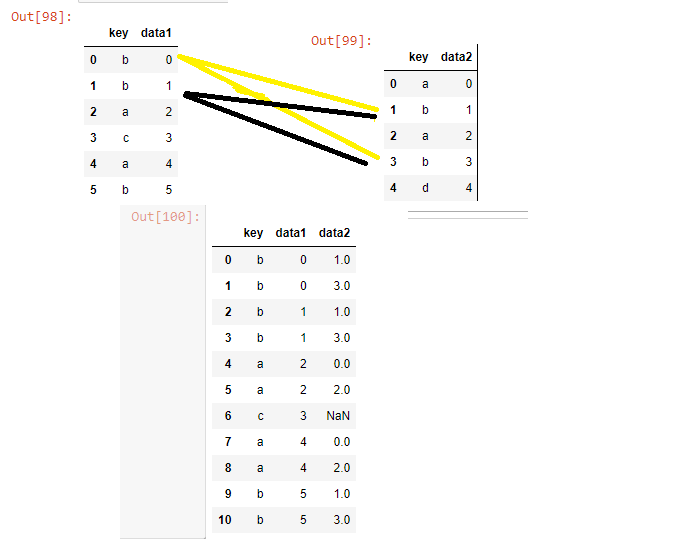 Out[98]:
key data1
0 b 0
1 b 1
2 a 2
3 c 3
4 a 4
5 b 5
Out[99]:
key data2
0 a 0
1 b 1
2 a 2
3 b 3
4 d 4
Out[100]:
key data1 data2
0 b 0 1.0
1 b 0 3.0
2 b 1 1.0
3 b 1 3.0
4 a 2 0.0
5 a 2 2.0
6 c 3 NaN
7 a 4 0.0
8 a 4 2.0
9 b 5 1.0
10 b 5 3.0